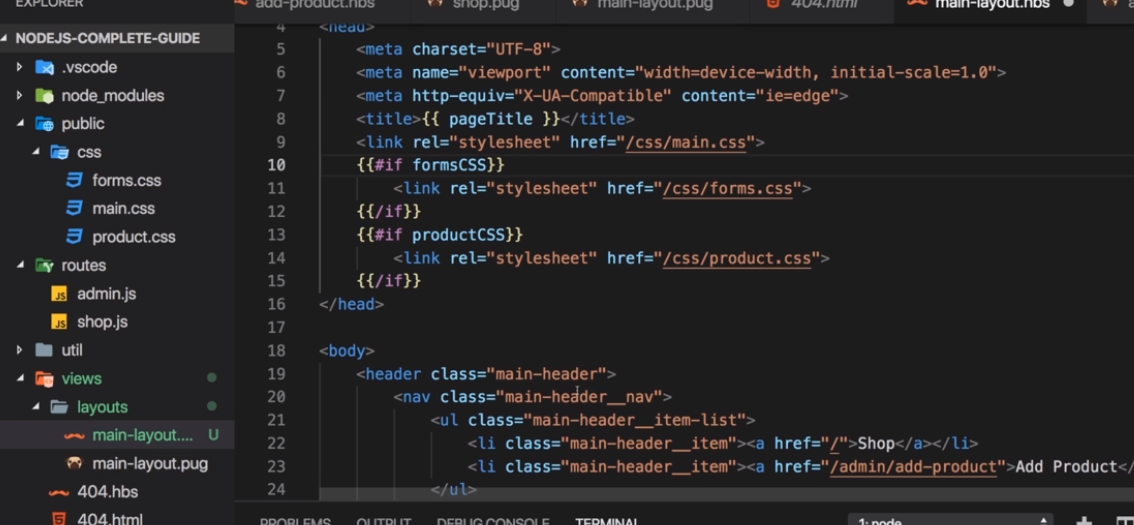 EXPLORER
add-product.hbs shop.pug main-layout.pug 404.html main-layout.hbs
NODEJS-COMPLETE-GUIDE
.vscode
node_modules
public
css
forms.css
main.css
product.css
routes
admin.js
shop.js
util
views
layouts
main-layout.... U
main-layout.pug
404.hbs
404.html
4 <head>
5 <meta charset="UTF-8">
6 <meta name="viewport" content="width=device-width, initial-scale=1.0">
7 <meta http-equiv="X-UA-Compatible" content="ie=edge">
8 <title>{{ pageTitle }}</title>
9 <link rel="stylesheet" href="/css/main.css">
10 {{#if formsCSS}}
11 <link rel="stylesheet" href="/css/forms.css">
12 {{/if}}
13 {{#if productCSS}}
14 <link rel="stylesheet" href="/css/product.css">
15 {{/if}}
16 </head>
17
18 <body>
19 <header class="main-header">
20 <nav class="main-header__nav">
21 <ul class="main-header__item-list">
22 <li class="main-header__item"><a href="/">Shop</a></li>
23 <li class="main-header__item"><a href="/admin/add-product">Add Product</
24 </ul>
PROBLEMS OUTPUT DEBUG CONSOLE TERMINAL 1: node